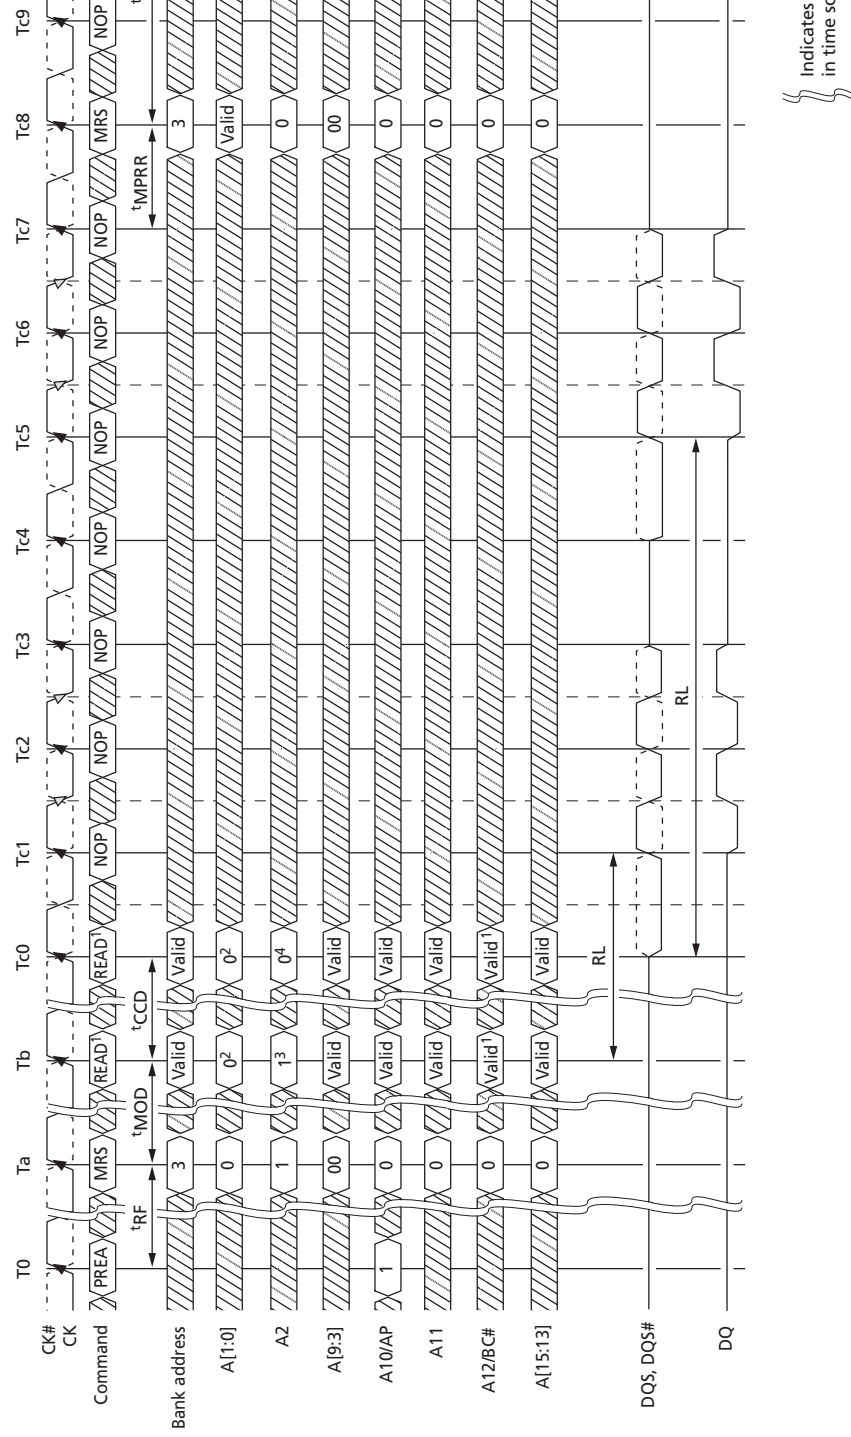 T0 Ta Tb Tc0 Tc1 Tc2 Tc3 Tc4 Tc5 Tc6 Tc7 Tc8 Tc9
CK#
CK
Command PREA MRS READ1 READ1 NOP NOP NOP NOP NOP NOP NOP MRS NOP
tRF tMOD tCCD tMPRR t
Bank address 3 Valid Valid 3
A[1:0] 0 02 02 Valid
A2 1 13 04 0
A[9:3] 00 Valid Valid 00
A10/AP 1 0 Valid Valid 0
A11 0 Valid Valid 0
A12/BC# 0 Valid1 Valid1 0
A[15:13] 0 Valid Valid 0
RL
DQS, DQS#
RL
DQ
Indicates
in time sc